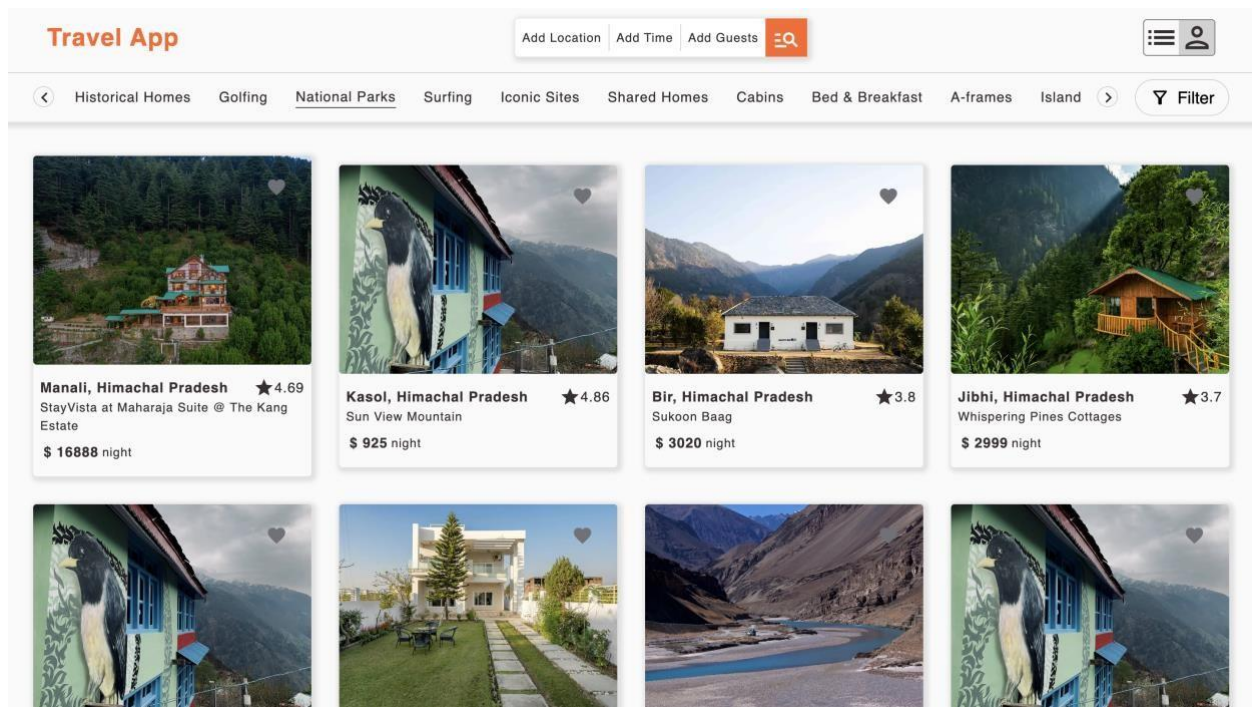 Travel App
Add Location Add Time Add Guests
Historical Homes Golfing National Parks Surfing Iconic Sites Shared Homes Cabins Bed & Breakfast A-frames Island Filter
Manali, Himachal Pradesh 4.69
StayVista at Maharaja Suite @ The Kang
Estate
$ 16888 night
Kasol, Himachal Pradesh 4.86
Sun View Mountain
$ 925 night
Bir, Himachal Pradesh 3.8
Sukoon Baag
$ 3020 night
Jibhi, Himachal Pradesh 3.7
Whispering Pines Cottages
$ 2999 night